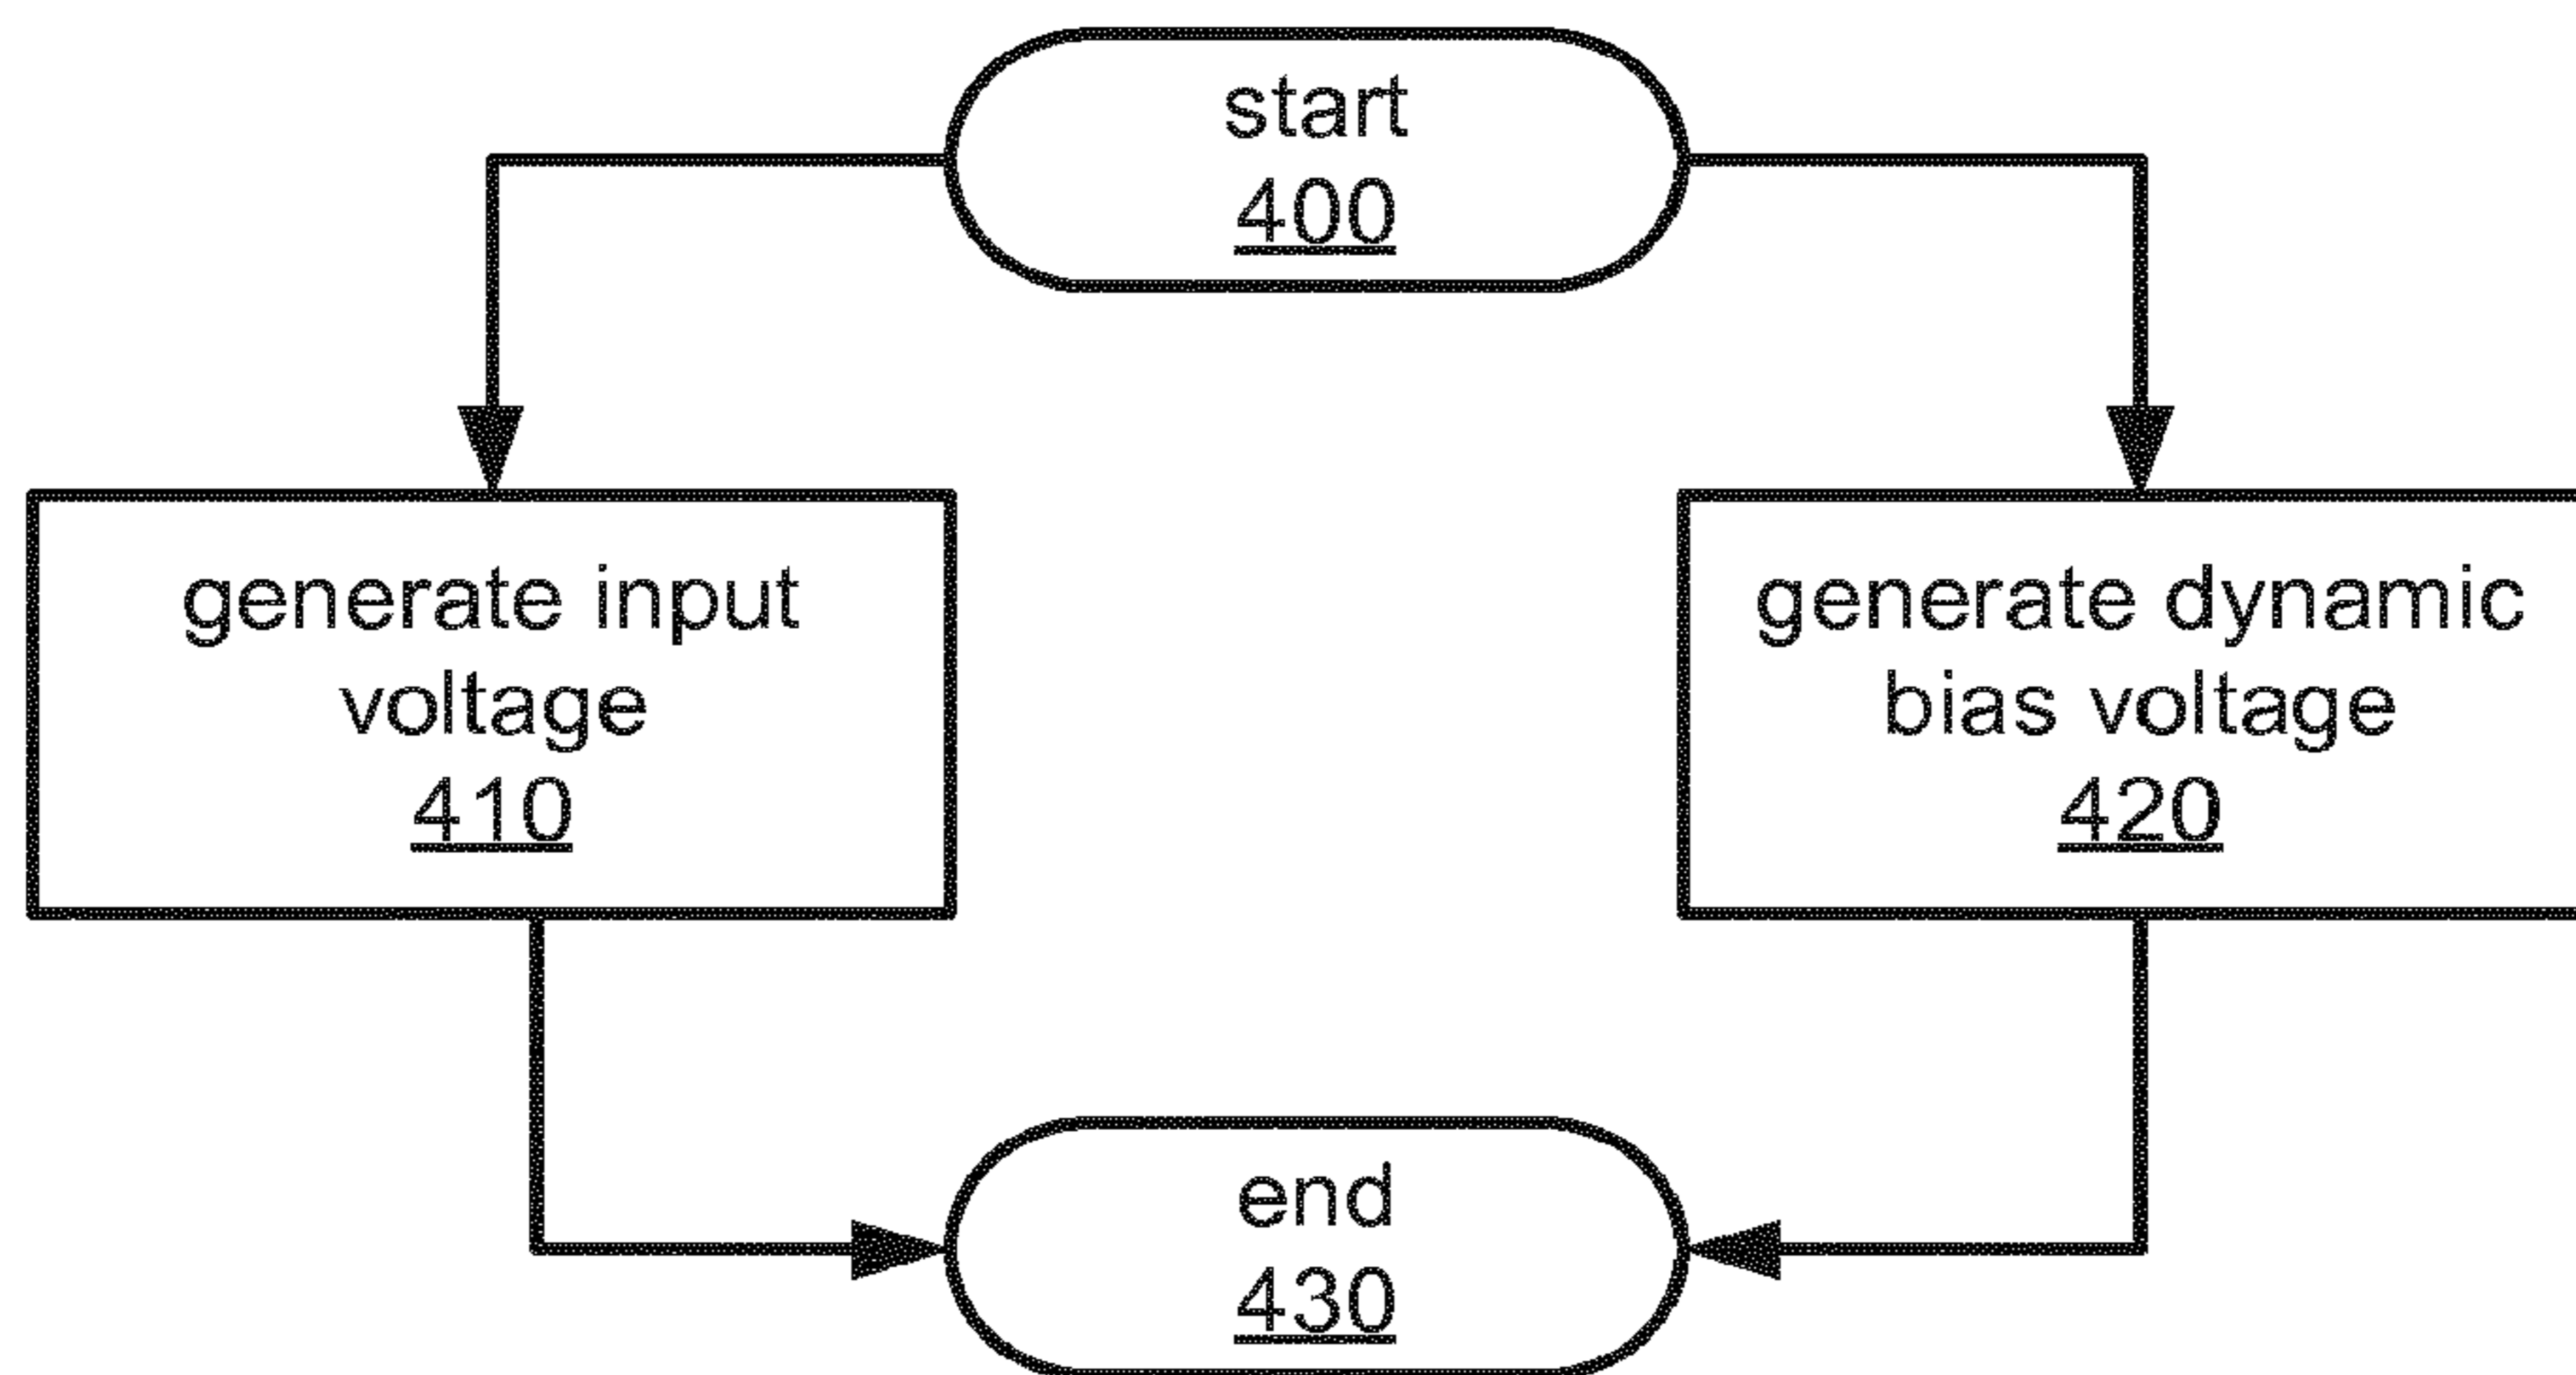 start
400
generate input
voltage
410
generate dynamic
bias voltage
420
end
430